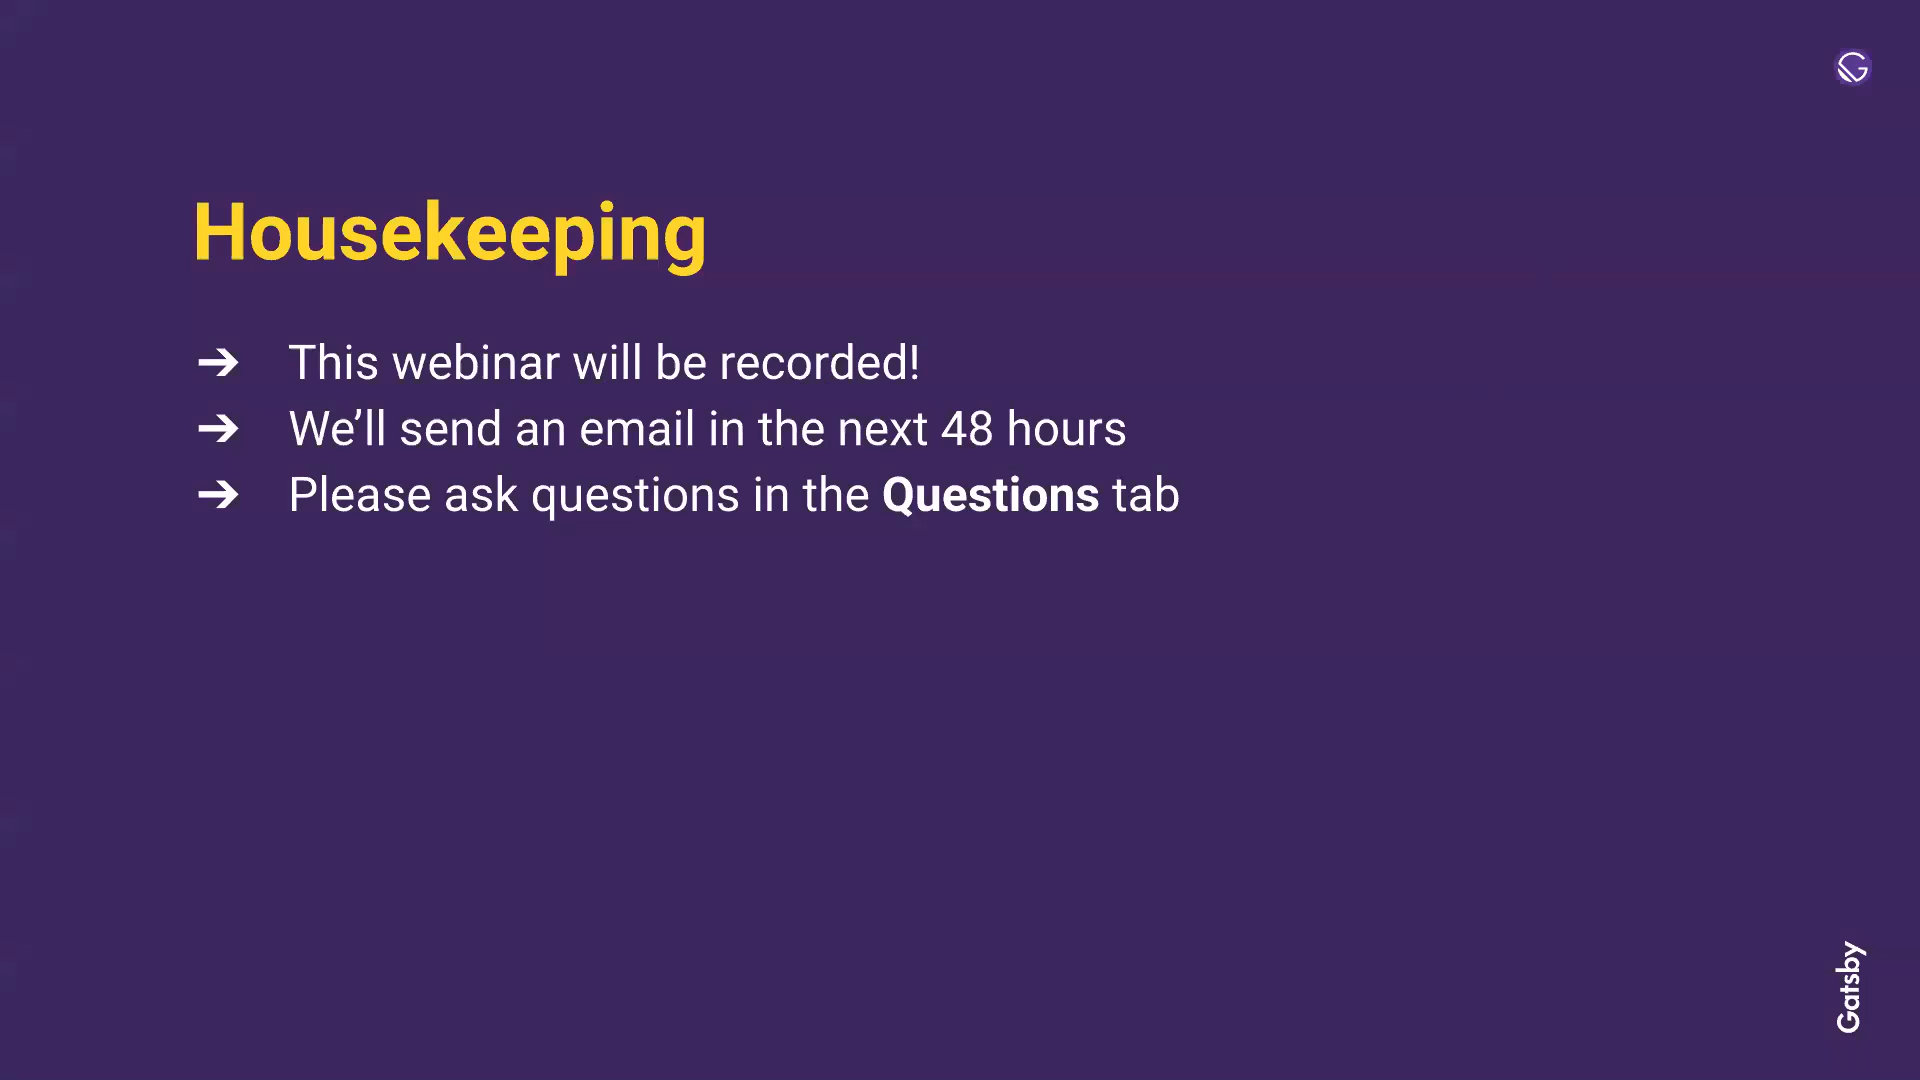 Housekeeping
➔ This webinar will be recorded!
➔ We’ll send an email in the next 48 hours
➔ Please ask questions in the Questions tab
Gatsby